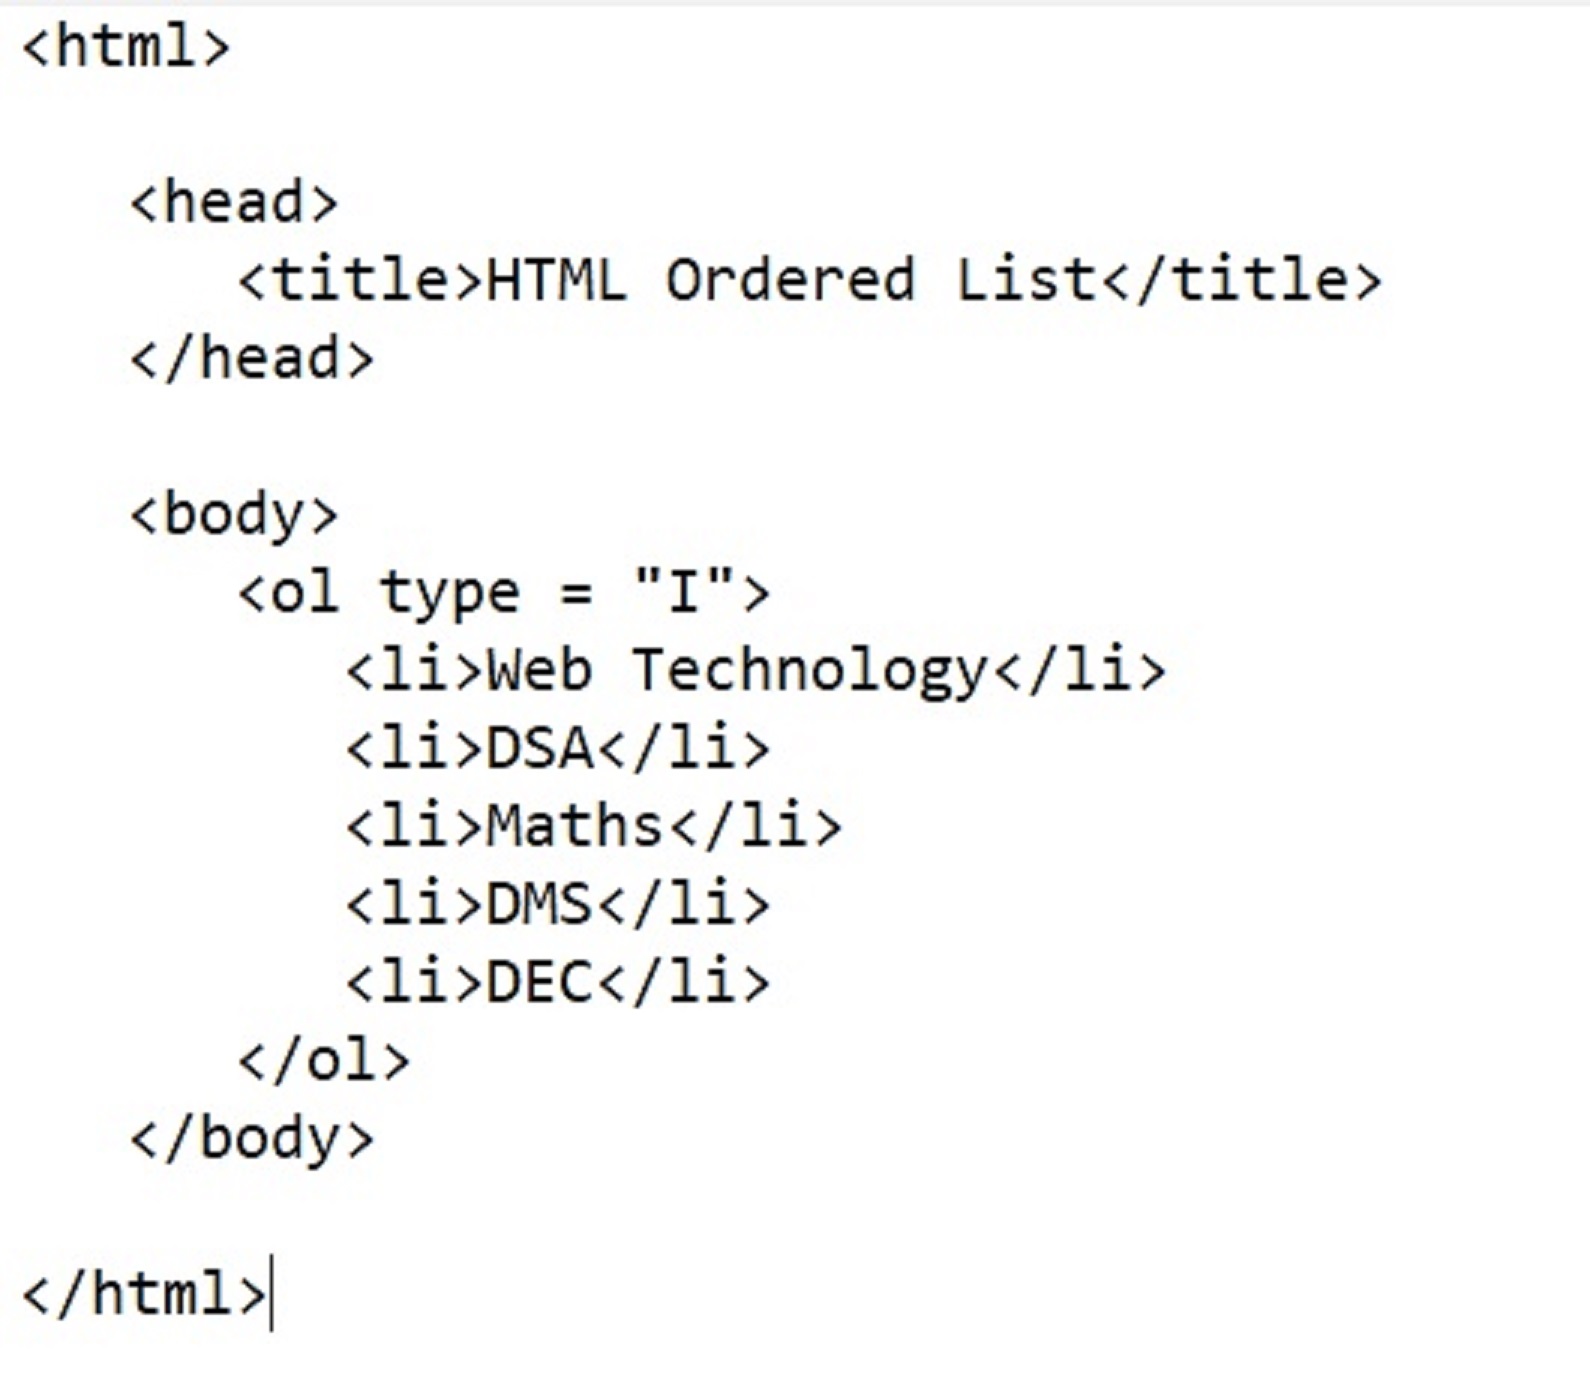 <html>
<head>
<title>HTML Ordered List</title>
</head>
<body>
<ol type = "I">
<li>Web Technology</li>
<li>DSA</li>
<li>Maths</li>
<li>DMS</li>
<li>DEC</li>
</ol>
</body>
</html>